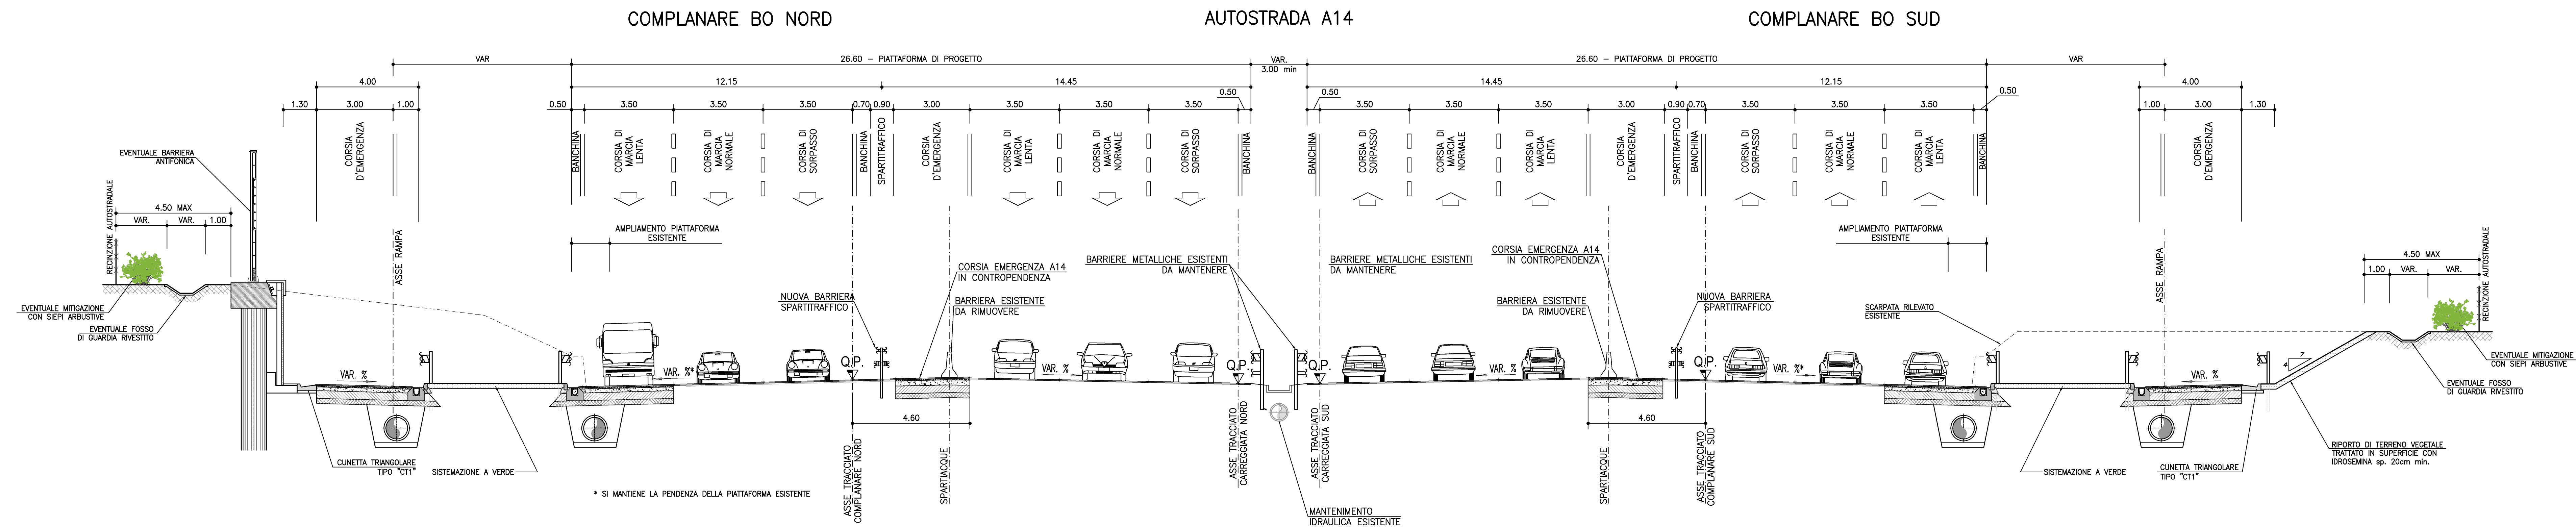 COMPLANARE BO NORD
AUTOSTRADA A14
COMPLANARE BO SUD
VAR
26.60 – PIATTAFORMA DI PROGETTO
VAR.
3.00 min
26.60 – PIATTAFORMA DI PROGETTO
VAR
4.00
12.15
14.45
14.45
12.15
4.00
1.30
3.00
1.00
0.50
3.50
3.50
3.50
0.70
0.90
3.00
3.50
3.50
3.50
0.50
0.50
3.50
3.50
3.50
3.00
0.90
0.70
3.50
3.50
3.50
0.50
1.00
3.00
1.30
CORSIA
D'EMERGENZA
BANCHINA
CORSIA DI
MARCIA
LENTA
CORSIA DI
MARCIA
NORMALE
CORSIA DI
SORPASSO
BANCHINA
SPARTITRAFFICO
CORSIA
D'EMERGENZA
CORSIA DI
MARCIA
LENTA
CORSIA DI
MARCIA
NORMALE
CORSIA DI
SORPASSO
BANCHINA
BANCHINA
CORSIA DI
SORPASSO
CORSIA DI
MARCIA
NORMALE
CORSIA DI
MARCIA
LENTA
CORSIA
D'EMERGENZA
SPARTITRAFFICO
BANCHINA
CORSIA DI
SORPASSO
CORSIA DI
MARCIA
NORMALE
CORSIA DI
MARCIA
LENTA
BANCHINA
CORSIA
D'EMERGENZA
EVENTUALE BARRIERA
ANTIFONICA
RECINZIONE AUTOSTRADALE
4.50 MAX
VAR.
VAR.
1.00
ASSE RAMPA
AMPLIAMENTO PIATTAFORMA
ESISTENTE
NUOVA BARRIERA
SPARTITRAFFICO
CORSIA EMERGENZA A14
IN CONTROPENDENZA
BARRIERA ESISTENTE
DA RIMUOVERE
BARRIERE METALLICHE ESISTENTI
DA MANTENERE
BARRIERE METALLICHE ESISTENTI
DA MANTENERE
CORSIA EMERGENZA A14
IN CONTROPENDENZA
BARRIERA ESISTENTE
DA RIMUOVERE
NUOVA BARRIERA
SPARTITRAFFICO
AMPLIAMENTO PIATTAFORMA
ESISTENTE
SCARPATA RILEVATO
ESISTENTE
ASSE RAMPA
4.50 MAX
1.00
VAR.
VAR.
RECINZIONE AUTOSTRADALE
EVENTUALE MITIGAZIONE
CON SIEPI ARBUSTIVE
EVENTUALE FOSSO
DI GUARDIA RIVESTITO
VAR. %
VAR. %*
Q.P.
VAR. %
Q.P.
Q.P.
VAR. %
Q.P.
VAR. %*
VAR. %
4
7
EVENTUALE MITIGAZIONE
CON SIEPI ARBUSTIVE
EVENTUALE FOSSO
DI GUARDIA RIVESTITO
4.60
4.60
CUNETTA TRIANGOLARE
TIPO "CT1"
SISTEMAZIONE A VERDE
ASSE TRACCIATO
COMPLANARE NORD
SPARTIACQUE
ASSE TRACCIATO
CARREGGIATA NORD
ASSE TRACCIATO
CARREGGIATA SUD
SPARTIACQUE
ASSE TRACCIATO
COMPLANARE SUD
SISTEMAZIONE A VERDE
CUNETTA TRIANGOLARE
TIPO "CT1"
RIPORTO DI TERRENO VEGETALE
TRATTATO IN SUPERFICIE CON
IDROSEMINA sp. 20cm min.
* SI MANTIENE LA PENDENZA DELLA PIATTAFORMA ESISTENTE
MANTENIMENTO
IDRAULICA ESISTENTE